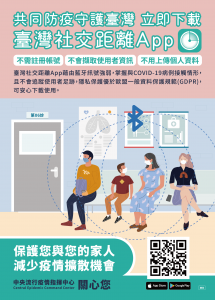 共同防疫守護臺灣 立即下載
臺灣社交距離App
不需註冊帳號 不會擷取使用者資訊 不用上傳個人資料
臺灣社交距離App藉由藍牙訊號強弱，掌握與COVID-19病例接觸情形，
且不會追蹤使用者足跡，隱私保護優於歐盟一般資料保護規範(GDPR)，
可安心下載使用。
保護您與您的家人
減少疫情擴散機會
中央流行疫情指揮中心 關心您
Central Epidemic Command Center
App Store Google Play